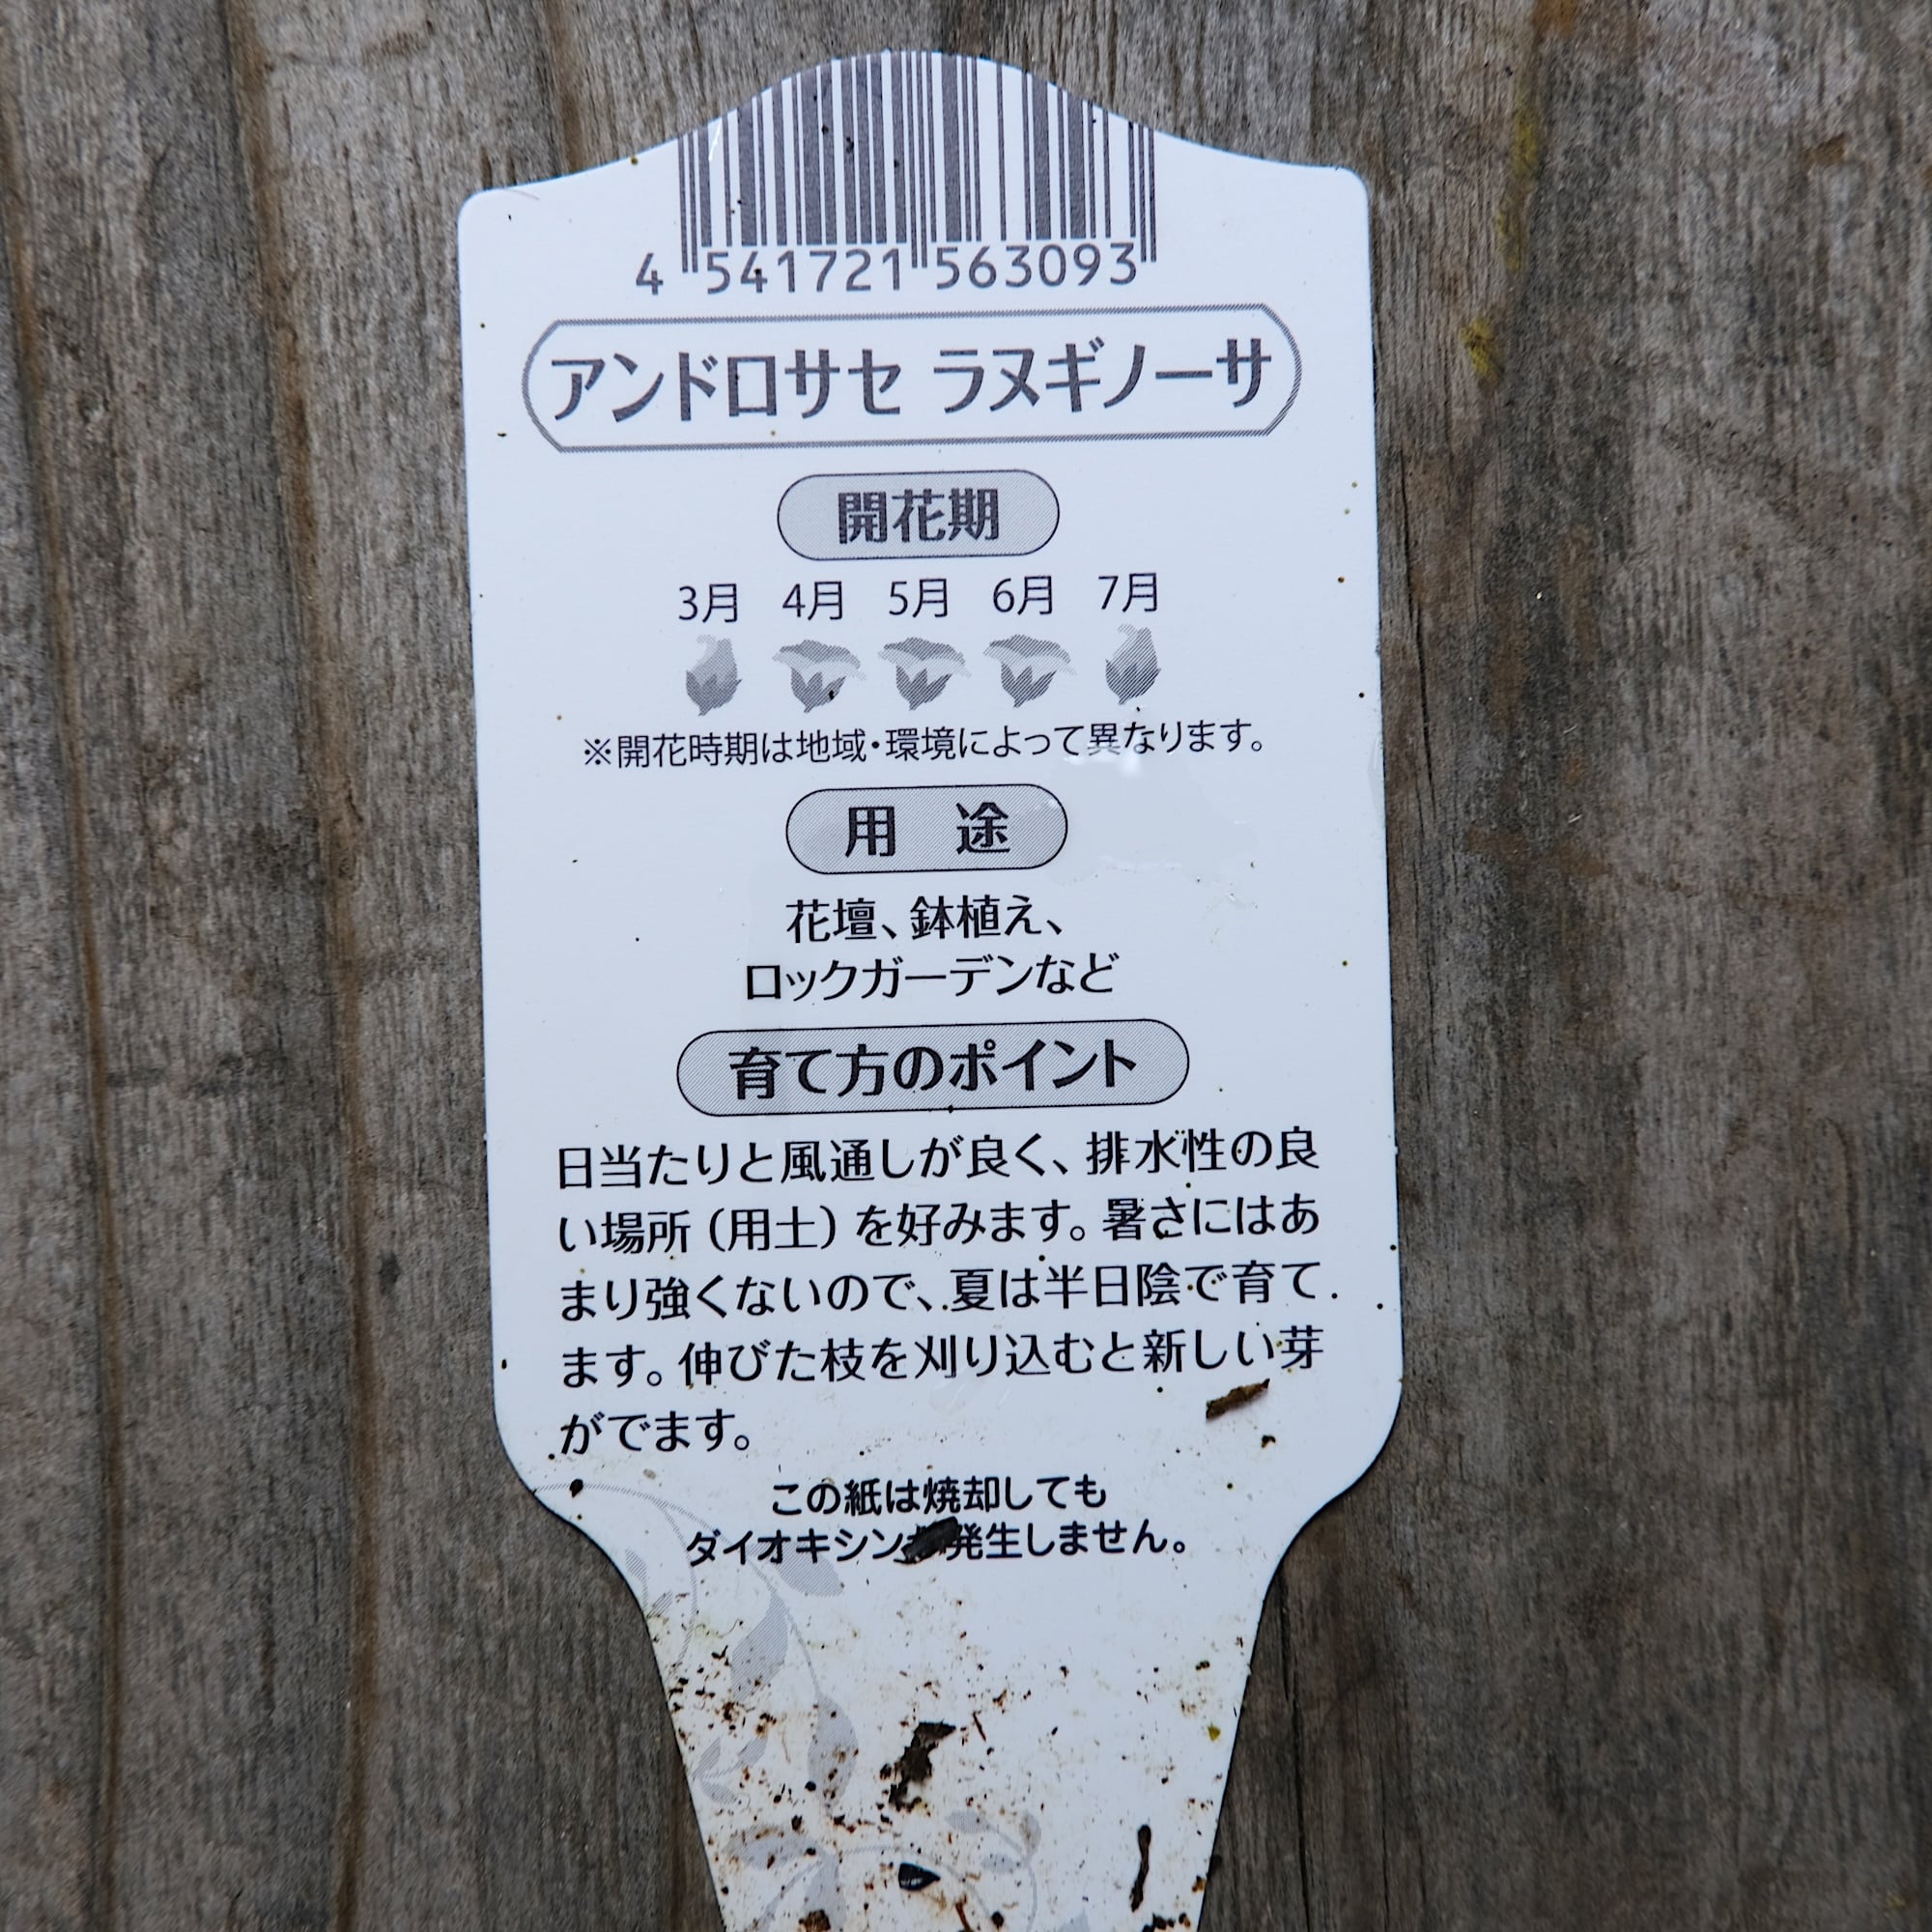 4 541721 563093
アンドロサセ ラヌギノーサ
開花期
3月 4月 5月 6月 7月
※開花時期は地域・環境によって異なります。
用　途
花壇、鉢植え、
ロックガーデンなど
育て方のポイント
日当たりと風通しが良く、排水性の良
い場所（用土）を好みます。暑さにはあ
まり強くないので、夏は半日陰で育て
ます。伸びた枝を刈り込むと新しい芽
がでます。
この紙は焼却しても
ダイオキシン 発生しません。